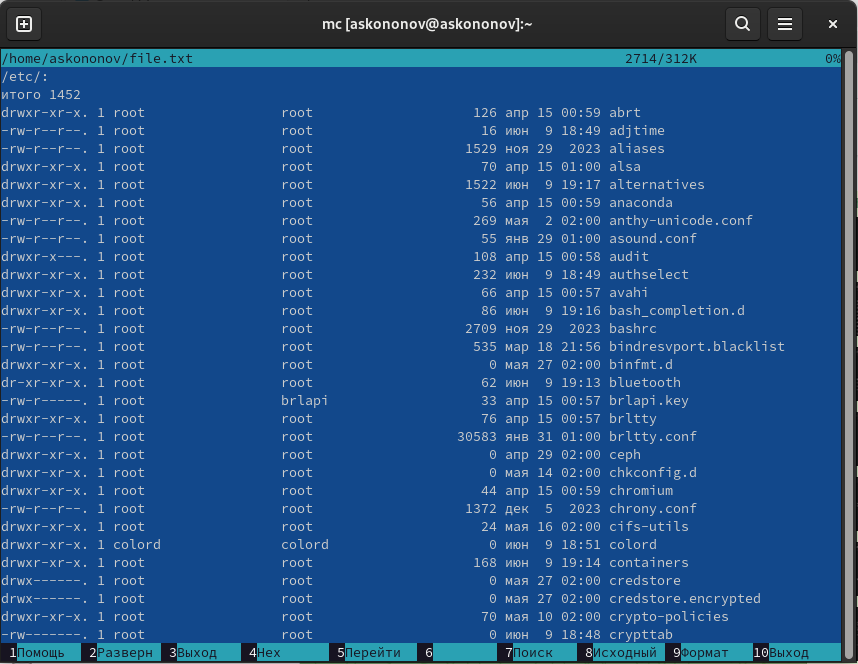 mc [askononov@askononov]:~
/home/askononov/file.txt 2714/312K 0%
/etc/:
итого 1452
drwxr-xr-x. 1 root root 126 апр 15 00:59 abrt
-rw-r--r--. 1 root root 16 июн 9 18:49 adjtime
-rw-r--r--. 1 root root 1529 ноя 29 2023 aliases
drwxr-xr-x. 1 root root 70 апр 15 01:00 alsa
drwxr-xr-x. 1 root root 1522 июн 9 19:17 alternatives
drwxr-xr-x. 1 root root 56 апр 15 00:59 anaconda
-rw-r--r--. 1 root root 269 мая 2 02:00 anthy-unicode.conf
-rw-r--r--. 1 root root 55 янв 29 01:00 asound.conf
drwxr-x---. 1 root root 108 апр 15 00:58 audit
drwxr-xr-x. 1 root root 232 июн 9 18:49 authselect
drwxr-xr-x. 1 root root 66 апр 15 00:57 avahi
drwxr-xr-x. 1 root root 86 июн 9 19:16 bash_completion.d
-rw-r--r--. 1 root root 2709 ноя 29 2023 bashrc
-rw-r--r--. 1 root root 535 мар 18 21:56 bindresvport.blacklist
drwxr-xr-x. 1 root root 0 мая 27 02:00 binfmt.d
dr-xr-xr-x. 1 root root 62 июн 9 19:13 bluetooth
-rw-r-----. 1 root brlapi 33 апр 15 00:57 brlapi.key
drwxr-xr-x. 1 root root 76 апр 15 00:57 brltty
-rw-r--r--. 1 root root 30583 янв 31 01:00 brltty.conf
drwxr-xr-x. 1 root root 0 апр 29 02:00 ceph
drwxr-xr-x. 1 root root 0 мая 14 02:00 chkconfig.d
drwxr-xr-x. 1 root root 44 апр 15 00:59 chromium
-rw-r--r--. 1 root root 1372 дек 5 2023 chrony.conf
drwxr-xr-x. 1 root root 24 мая 16 02:00 cifs-utils
drwxr-xr-x. 1 colord colord 0 июн 9 18:51 colord
drwxr-xr-x. 1 root root 168 июн 9 19:14 containers
drwx------. 1 root root 0 мая 27 02:00 credstore
drwx------. 1 root root 0 мая 27 02:00 credstore.encrypted
drwxr-xr-x. 1 root root 70 мая 10 02:00 crypto-policies
-rw-------. 1 root root 0 июн 9 18:48 crypttab
1Помощь 2Разверн 3Выход 4Hex 5Перейти 6 7Поиск 8Исходный 9Формат 10Выход